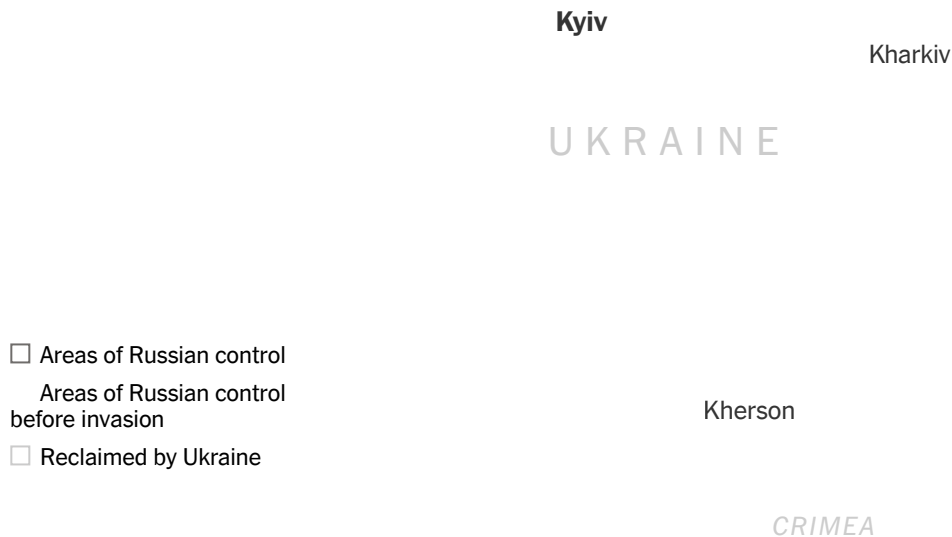 Kyiv
Kharkiv
UKRAINE
Areas of Russian control
Areas of Russian control
before invasion
Kherson
Reclaimed by Ukraine
CRIMEA